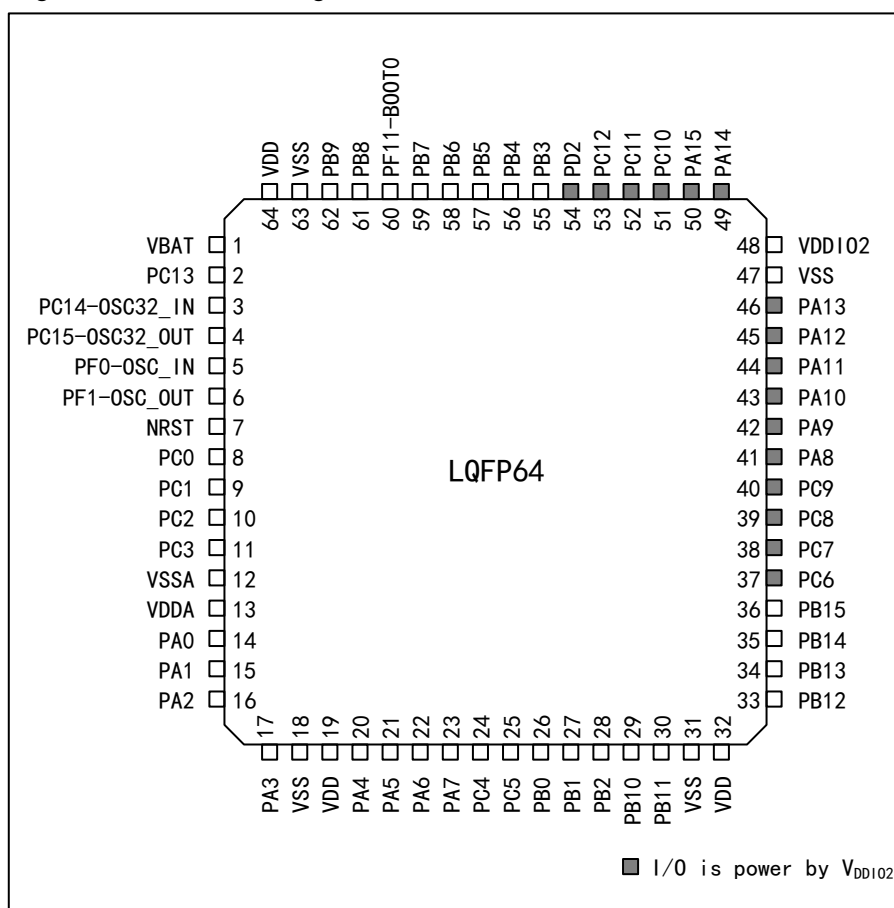 VDD
VSS
PB9
PB8
PF11-BOOT0
PB7
PB6
PB5
PB4
PB3
PD2
PC12
PC11
PC10
PA15
PA14
64
63
62
61
60
59
58
57
56
55
54
53
52
51
50
49
VBAT 1
PC13 2
PC14-OSC32_IN 3
PC15-OSC32_OUT 4
PF0-OSC_IN 5
PF1-OSC_OUT 6
NRST 7
PC0 8
PC1 9
PC2 10
PC3 11
VSSA 12
VDDA 13
PA0 14
PA1 15
PA2 16
LQFP64
48 VDDIO2
47 VSS
46 PA13
45 PA12
44 PA11
43 PA10
42 PA9
41 PA8
40 PC9
39 PC8
38 PC7
37 PC6
36 PB15
35 PB14
34 PB13
33 PB12
17
18
19
20
21
22
23
24
25
26
27
28
29
30
31
32
PA3
VSS
VDD
PA4
PA5
PA6
PA7
PC4
PC5
PB0
PB1
PB2
PB10
PB11
VSS
VDD
I/O is power by VDDIO2